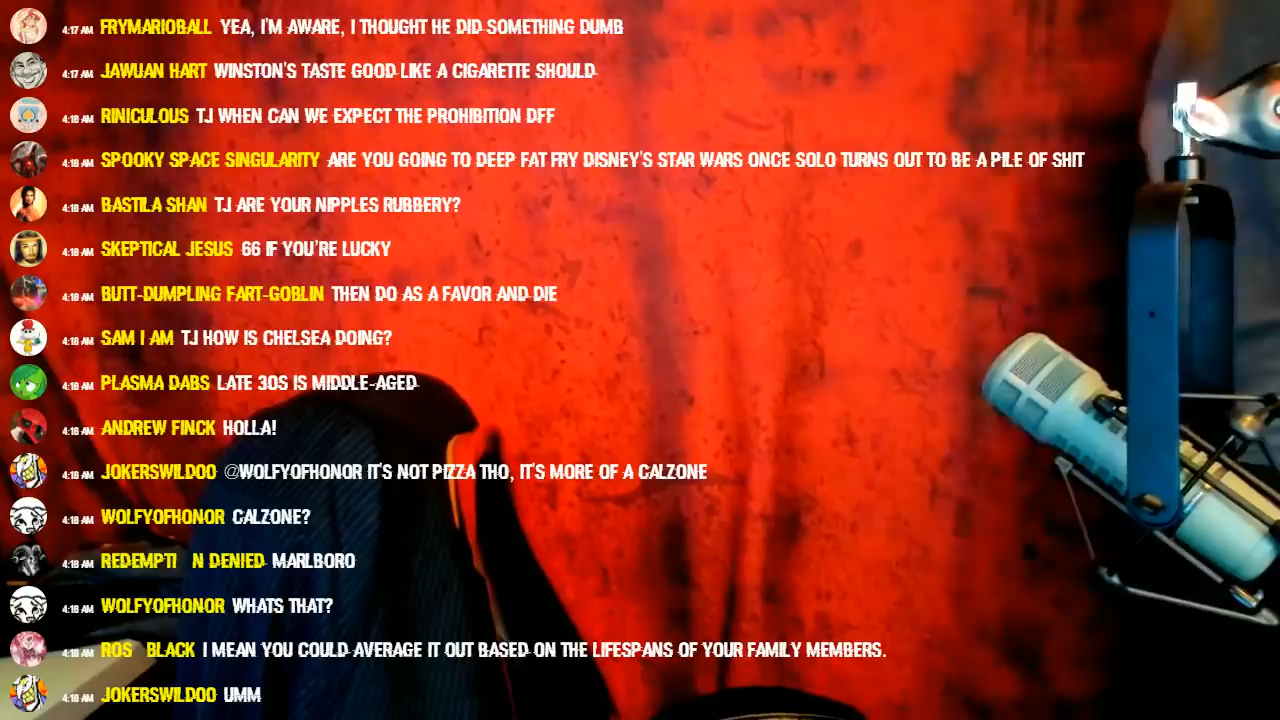 4:17 AM FRYMARIOBALL YEA, I'M AWARE, I THOUGHT HE DID SOMETHING DUMB
4:17 AM JAWUAN HART WINSTON'S TASTE GOOD LIKE A CIGARETTE SHOULD
4:18 AM RINICULOUS TJ WHEN CAN WE EXPECT THE PROHIBITION DFF
4:18 AM SPOOKY SPACE SINGULARITY ARE YOU GOING TO DEEP FAT FRY DISNEY'S STAR WARS ONCE SOLO TURNS OUT TO BE A PILE OF SHIT
4:18 AM BASTILA SHAN TJ ARE YOUR NIPPLES RUBBERY?
4:18 AM SKEPTICAL JESUS 66 IF YOU'RE LUCKY
4:18 AM BUTT-DUMPLING FART-GOBLIN THEN DO AS A FAVOR AND DIE
4:18 AM SAM I AM TJ HOW IS CHELSEA DOING?
4:18 AM PLASMA DABS LATE 30S IS MIDDLE-AGED
4:18 AM ANDREW FINCK HOLLA!
4:18 AM JOKERSWILDOO @WOLFYOFHONOR IT'S NOT PIZZA THO, IT'S MORE OF A CALZONE
4:18 AM WOLFYOFHONOR CALZONE?
4:18 AM REDEMPTI N DENIED MARLBORO
4:18 AM WOLFYOFHONOR WHATS THAT?
4:18 AM ROS BLACK I MEAN YOU COULD AVERAGE IT OUT BASED ON THE LIFESPANS OF YOUR FAMILY MEMBERS.
4:18 AM JOKERSWILDOO UMM